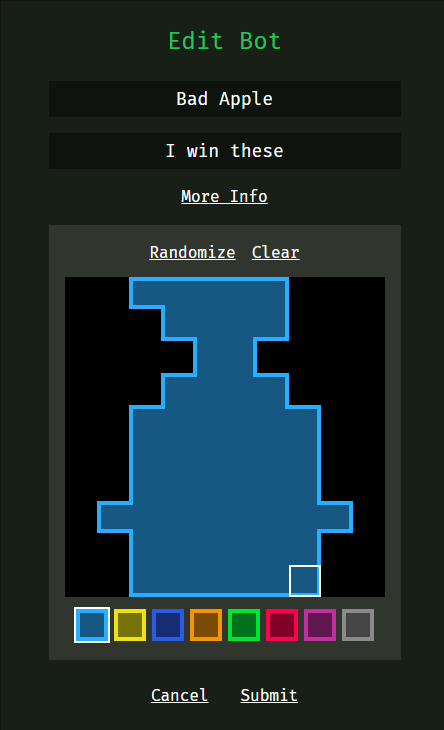 Edit Bot
Bad Apple
I win these
More Info
Randomize Clear
Cancel Submit